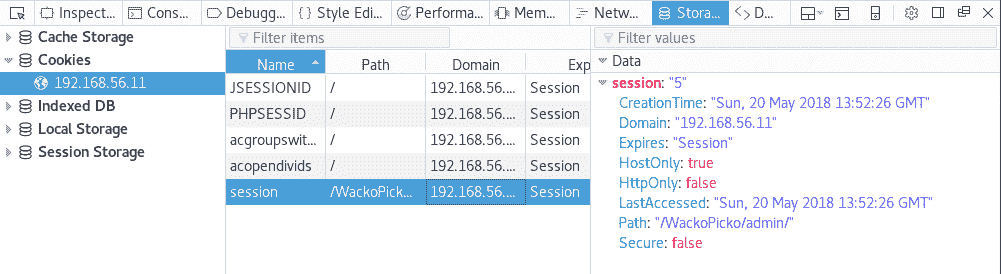 Inspect... Cons... Debugg... Style Edi... Performa... Mem... Netw... Stora... D...
Cache Storage
Cookies
192.168.56.11
Indexed DB
Local Storage
Session Storage
Filter items
Name Path Domain Exp
JSESSIONID / 192.168.56.... Session
PHPSESSID / 192.168.56.... Session
acgroupswit... / 192.168.56.... Session
acopendivids / 192.168.56.... Session
session /WackoPick... 192.168.56.... Session
Filter values
Data
session: "5"
CreationTime: "Sun, 20 May 2018 13:52:26 GMT"
Domain: "192.168.56.11"
Expires: "Session"
HostOnly: true
HttpOnly: false
LastAccessed: "Sun, 20 May 2018 13:52:26 GMT"
Path: "/WackoPicko/admin/"
Secure: false